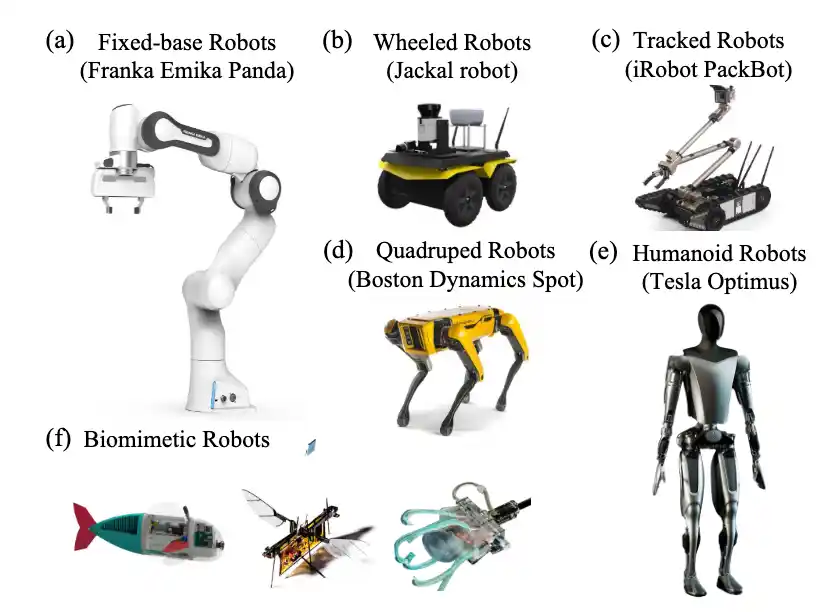 (a) Fixed-base Robots
(Franka Emika Panda)
(b) Wheeled Robots
(Jackal robot)
(c) Tracked Robots
(iRobot PackBot)
(d) Quadruped Robots
(Boston Dynamics Spot)
(e) Humanoid Robots
(Tesla Optimus)
(f) Biomimetic Robots